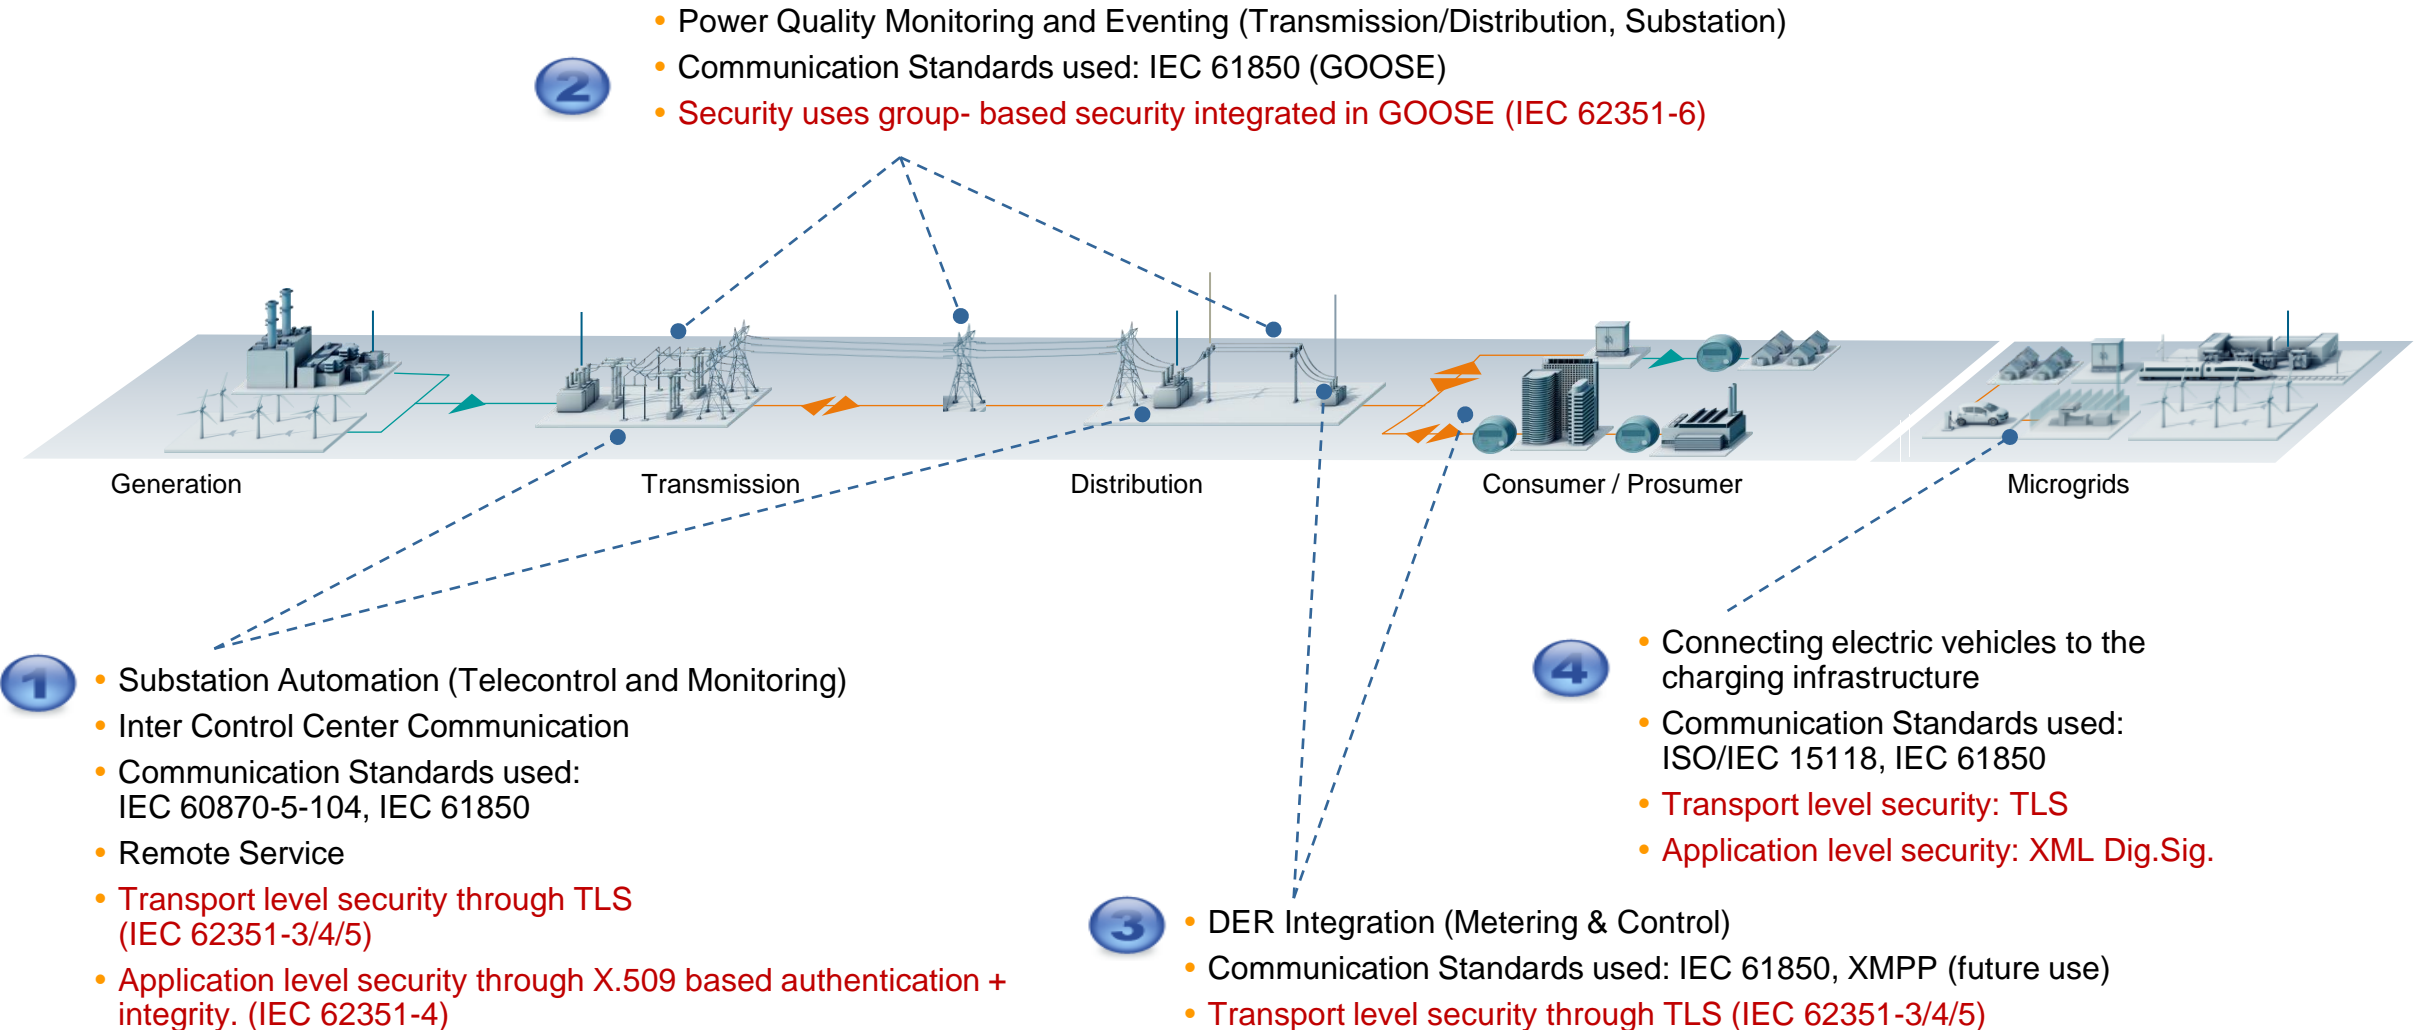 • Power Quality Monitoring and Eventing (Transmission/Distribution, Substation)
2
• Communication Standards used: IEC 61850 (GOOSE)
• Security uses group- based security integrated in GOOSE (IEC 62351-6)
Generation
Transmission
Distribution
Consumer / Prosumer
Microgrids
1
• Substation Automation (Telecontrol and Monitoring)
• Inter Control Center Communication
• Communication Standards used:
IEC 60870-5-104, IEC 61850
• Remote Service
• Transport level security through TLS
(IEC 62351-3/4/5)
• Application level security through X.509 based authentication +
integrity. (IEC 62351-4)
3
• DER Integration (Metering & Control)
• Communication Standards used: IEC 61850, XMPP (future use)
• Transport level security through TLS (IEC 62351-3/4/5)
4
• Connecting electric vehicles to the
charging infrastructure
• Communication Standards used:
ISO/IEC 15118, IEC 61850
• Transport level security: TLS
• Application level security: XML Dig.Sig.